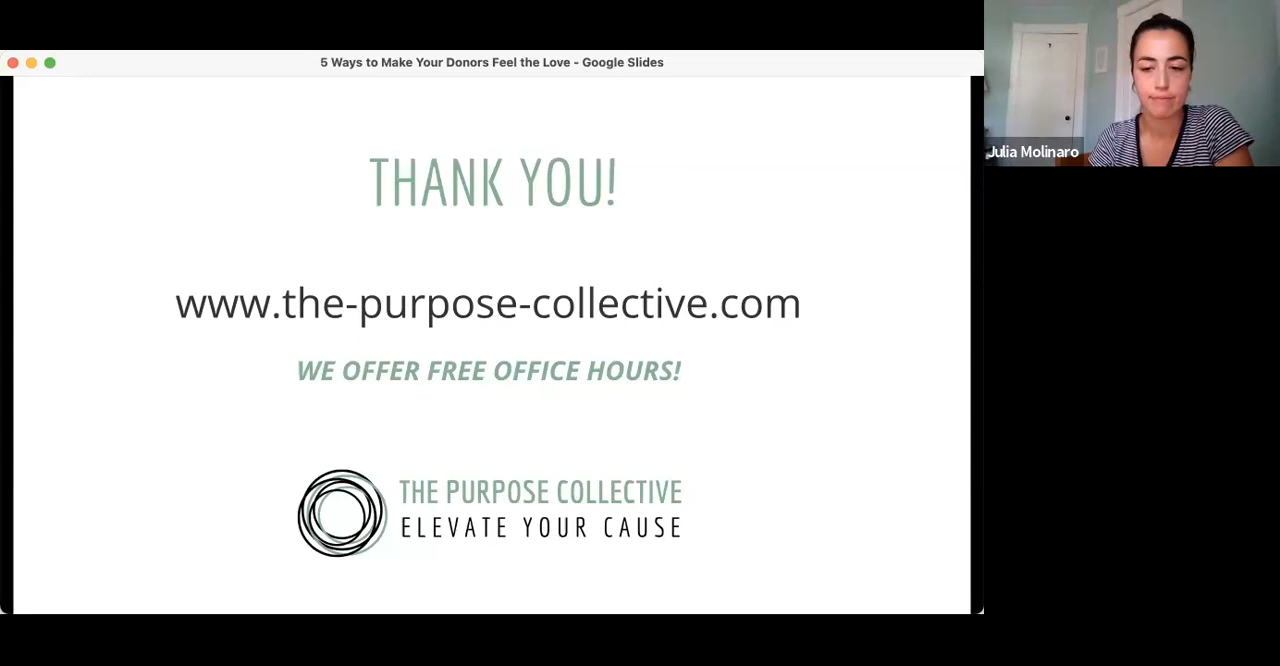 5 Ways to Make Your Donors Feel the Love - Google Slides
THANK YOU!
www.the-purpose-collective.com
WE OFFER FREE OFFICE HOURS!
THE PURPOSE COLLECTIVE
ELEVATE YOUR CAUSE
Julia Molinaro